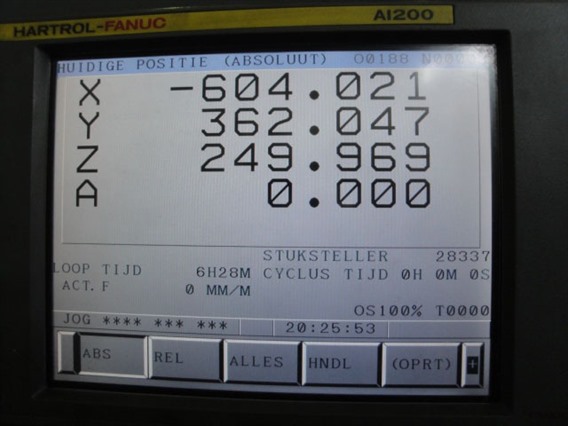 HARTROL-FANUC AI200
HUIDIGE POSITIE (ABSOLUUT) O0188
X -604.021
Y 362.047
Z 249.969
A 0.000
STUKSTELLER 28337
LOOP TIJD 6H28M CYCLUS TIJD 0H 0M 0S
ACT.F 0 MM/M
OS100% T0000
JOG **** *** *** 20:25:53
ABS REL ALLES HNDL (OPRT) +